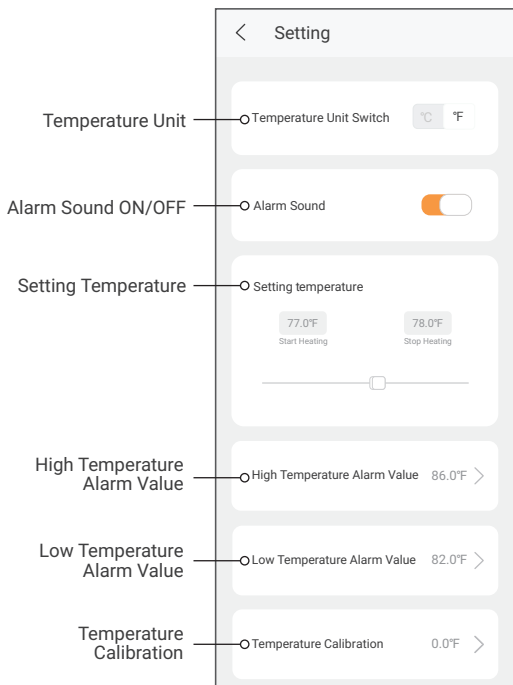 Setting
Temperature Unit
Temperature Unit Switch
℃ ℉
Alarm Sound ON/OFF
Alarm Sound
Setting Temperature
Setting temperature
77.0℉ 78.0℉
Start Heating Stop Heating
High Temperature
Alarm Value
High Temperature Alarm Value 86.0℉
Low Temperature
Alarm Value
Low Temperature Alarm Value 82.0℉
Temperature
Calibration
Temperature Calibration 0.0℉